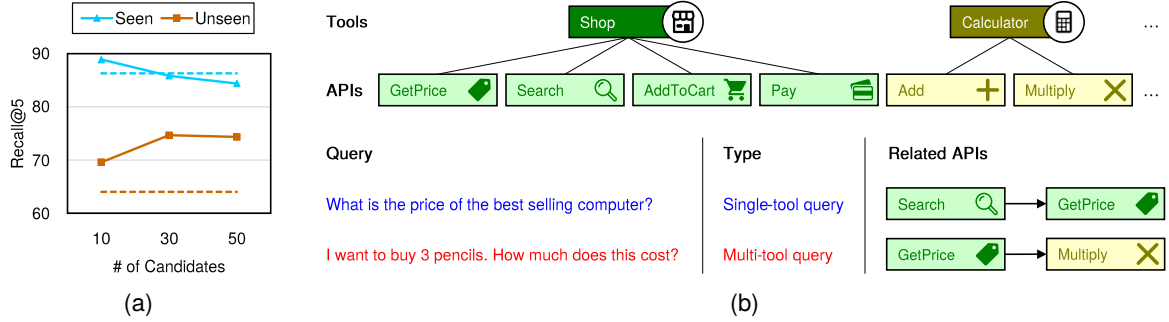 Seen Unseen
90
80
70
60
Recall@5
10 30 50
# of Candidates
(a)
Tools Shop Calculator ...
APIs GetPrice Search AddToCart Pay Add Multiply ...
Query Type Related APIs
What is the price of the best selling computer? Single-tool query Search GetPrice
I want to buy 3 pencils. How much does this cost? Multi-tool query GetPrice Multiply
(b)